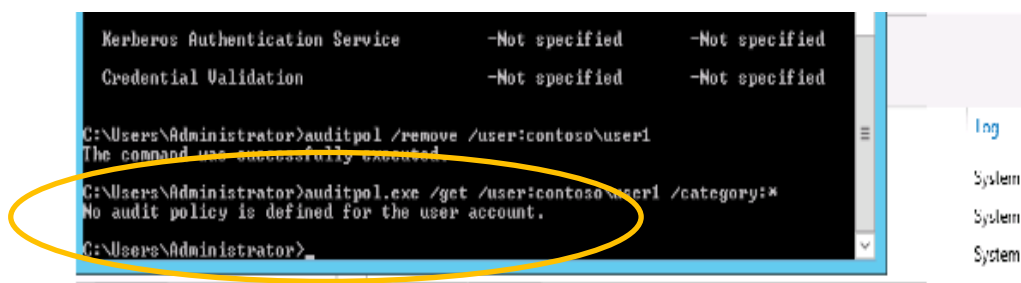 Kerberos Authentication Service -Not specified -Not specified
Credential Validation -Not specified -Not specified
C:\Users\Administrator>auditpol /remove /user:contoso\user1
The command was successfully executed.
C:\Users\Administrator>auditpol.exe /get /user:contoso\user1 /category:*
No audit policy is defined for the user account.
C:\Users\Administrator>_
Log
System
System
System